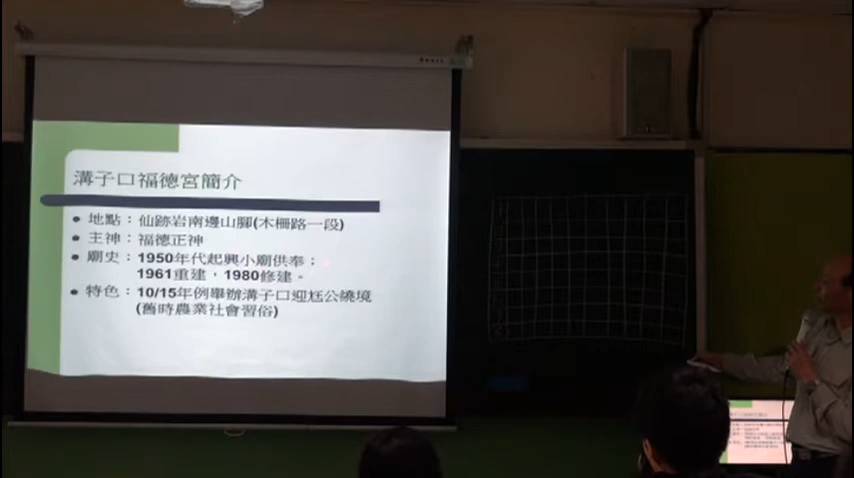 溝子口福德宮簡介
地點：仙跡岩南邊山腳(木柵路一段)
主神：福德正神
廟史：1950年代起興小廟供奉；
1961重建，1980修建。
特色：10/15年例舉辦溝子口迎尪公繞境
(舊時農業社會習俗)